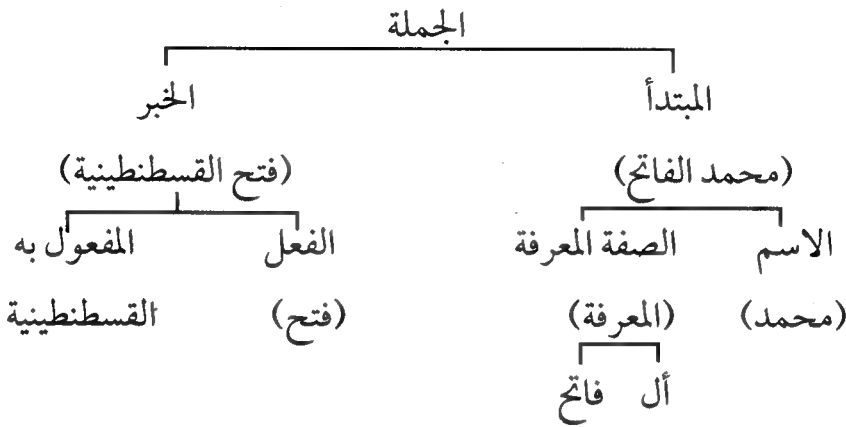 الجملة
المبتدأ الخبر
(محمد الفاتح) (فتح القسطنطينية)
الاسم الصفة المعرفة الفعل المفعول به
(محمد) (المعرفة) (فتح) القسطنطينية
أل فاتح